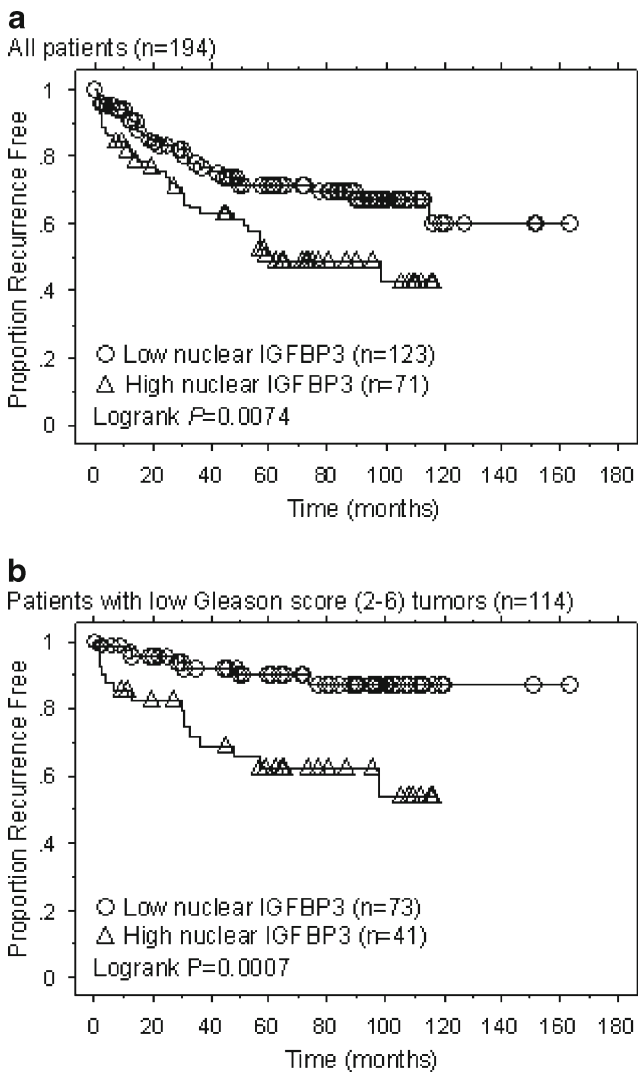 a
All patients (n=194)
Proportion Recurrence Free
1
.8
.6
.4
.2
0
Low nuclear IGFBP3 (n=123)
High nuclear IGFBP3 (n=71)
Logrank P=0.0074
0 20 40 60 80 100 120 140 160 180
Time (months)
b
Patients with low Gleason score (2-6) tumors (n=114)
Proportion Recurrence Free
1
.8
.6
.4
.2
0
Low nuclear IGFBP3 (n=73)
High nuclear IGFBP3 (n=41)
Logrank P=0.0007
0 20 40 60 80 100 120 140 160 180
Time (months)